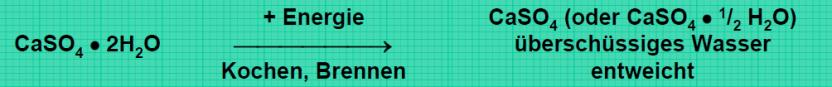 CaSO₄ • 2H₂O
+ Energie
Kochen, Brennen
CaSO₄ (oder CaSO₄ • ¹/₂ H₂O)
überschüssiges Wasser
entweicht